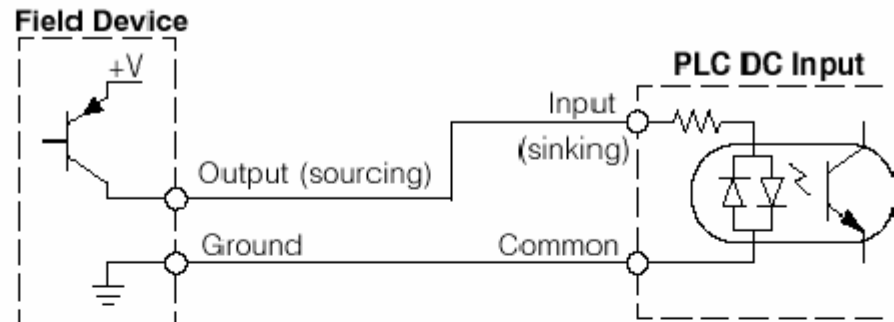 Field Device
+V
PLC DC Input
Input
(sinking)
Output (sourcing)
Ground
Common